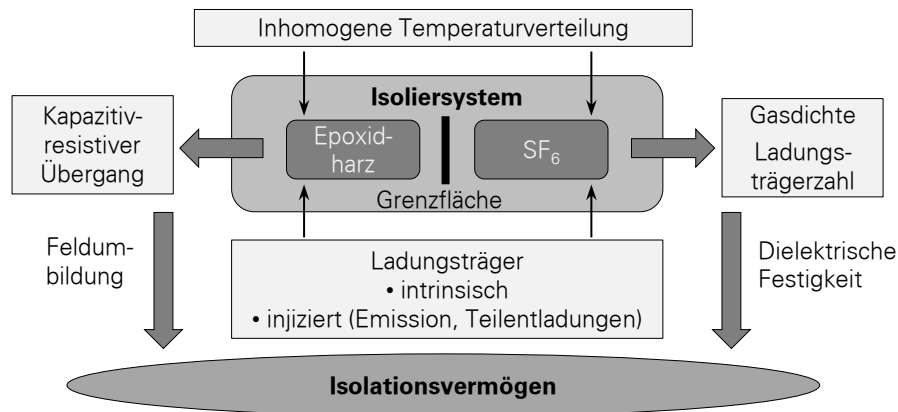 Inhomogene Temperaturverteilung
Isoliersystem
Kapazitiv-
resistiver
Übergang
Epoxid-
harz
SF₆
Grenzfläche
Gasdichte
Ladungs-
trägerzahl
Feldum-
bildung
Ladungsträger
• intrinsisch
• injiziert (Emission, Teilentladungen)
Dielektrische
Festigkeit
Isolationsvermögen